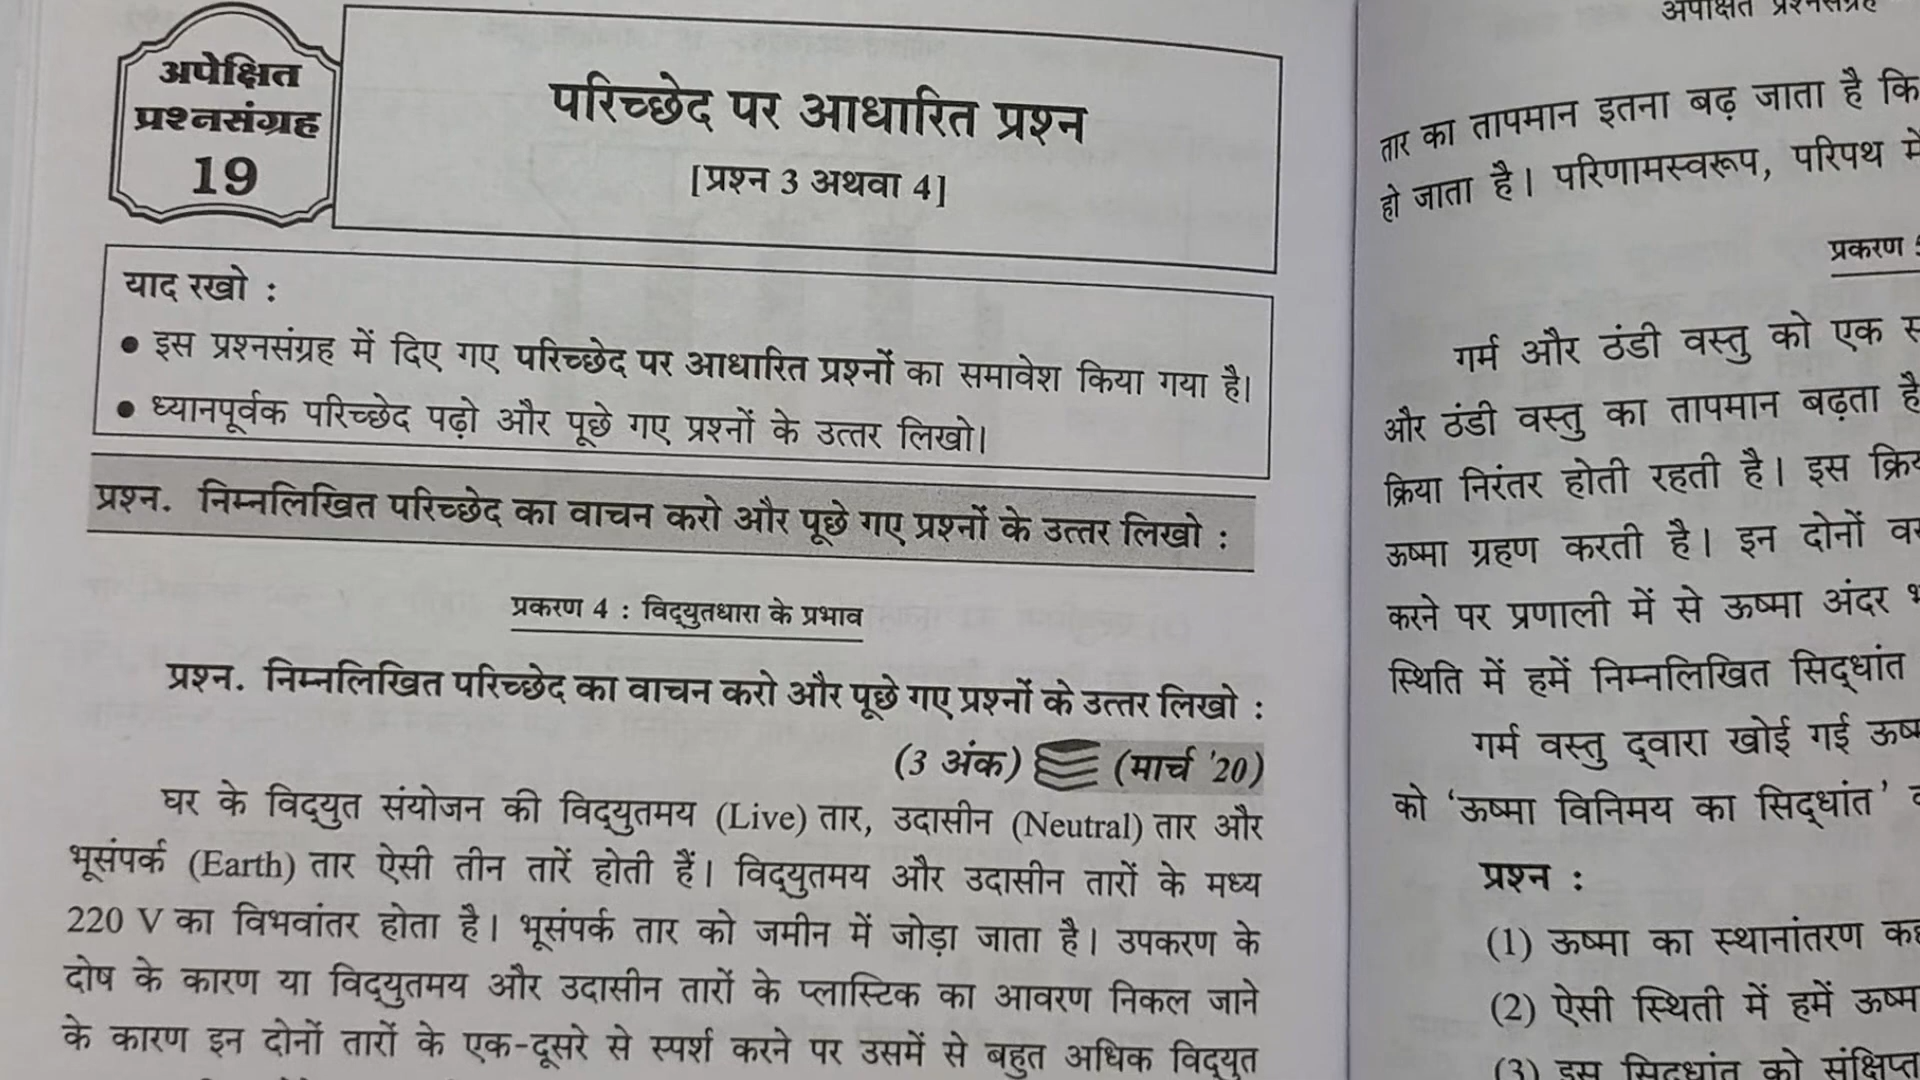 अपेक्षित
प्रश्नसंग्रह
19
परिच्छेद पर आधारित प्रश्न
[प्रश्न 3 अथवा 4]
याद रखो :
● इस प्रश्नसंग्रह में दिए गए परिच्छेद पर आधारित प्रश्नों का समावेश किया गया है।
● ध्यानपूर्वक परिच्छेद पढ़ो और पूछे गए प्रश्नों के उत्तर लिखो।
प्रश्न. निम्नलिखित परिच्छेद का वाचन करो और पूछे गए प्रश्नों के उत्तर लिखो :
प्रकरण 4 : विद्युतधारा के प्रभाव
प्रश्न. निम्नलिखित परिच्छेद का वाचन करो और पूछे गए प्रश्नों के उत्तर लिखो :
(3 अंक) (मार्च '20)
घर के विद्युत संयोजन की विद्युतमय (Live) तार, उदासीन (Neutral) तार और
भूसंपर्क (Earth) तार ऐसी तीन तारें होती हैं। विद्युतमय और उदासीन तारों के मध्य
220 V का विभवांतर होता है। भूसंपर्क तार को जमीन में जोड़ा जाता है। उपकरण के
दोष के कारण या विद्युतमय और उदासीन तारों के प्लास्टिक का आवरण निकल जाने
के कारण इन दोनों तारों के एक-दूसरे से स्पर्श करने पर उसमें से बहुत अधिक विद्युत
अपेक्षित प्रश्नसंग्रह
तार का तापमान इतना बढ़ जाता है कि
हो जाता है। परिणामस्वरूप, परिपथ में
प्रकरण
गर्म और ठंडी वस्तु को एक
और ठंडी वस्तु का तापमान बढ़ता है
क्रिया निरंतर होती रहती है। इस
ऊष्मा ग्रहण करती है। इन दोनों
करने पर प्रणाली में से ऊष्मा अंदर
स्थिति में हमें निम्नलिखित सिद्धांत
गर्म वस्तु द्वारा खोई गई
को 'ऊष्मा विनिमय का सिद्धांत'
प्रश्न :
(1) ऊष्मा का स्थानांतरण
(2) ऐसी स्थिती में हमें
(3) इस सिद्धांत को संक्षिप्त